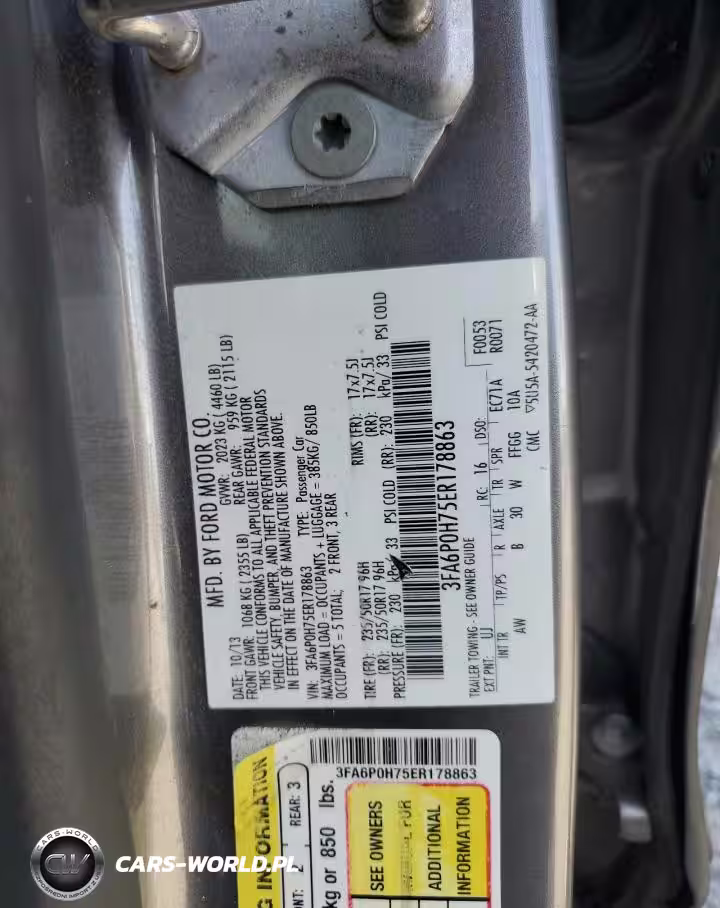 MFD. BY FORD MOTOR CO.
DATE: 10/13 GVWR: 2023 KG ( 4460 LB)
FRONT GAWR: 1068 KG ( 2355 LB) REAR GAWR: 959 KG ( 2115 LB)
THIS VEHICLE CONFORMS TO ALL APPLICABLE FEDERAL MOTOR
VEHICLE SAFETY, BUMPER, AND THEFT PREVENTION STANDARDS
IN EFFECT ON THE DATE OF MANUFACTURE SHOWN ABOVE.
VIN: 3FA6P0H75ER178863 TYPE: Passenger Car
MAXIMUM LOAD = OCCUPANTS + LUGGAGE = 385KG/ 850LB
OCCUPANTS = 5 TOTAL: 2 FRONT, 3 REAR
TIRE (FR): 235/50R17 96H RIMS (FR): 17x7.5J
(RR): 235/50R17 96H (RR): 17x7.5J
PRESSURE (FR): 230 kPa/ 33 PSI COLD (RR): 230 kPa/ 33 PSI COLD
3FA6P0H75ER178863
TRAILER TOWING - SEE OWNER GUIDE F0053
EXT PNT: UJ RC: 16 DSO: R0071
INT TR TP/PS R AXLE TR SPR EC71A
AW B 30 W FFGG 10A
CMC ▽5U5A-5420472-AA
3FA6P0H75ER178863
INFORMATION
REAR: 3
kg or 850 lbs.
SEE OWNERS
FOR
ADDITIONAL
INFORMATION
CARS-WORLD
CW
CARS-WORLD.PL